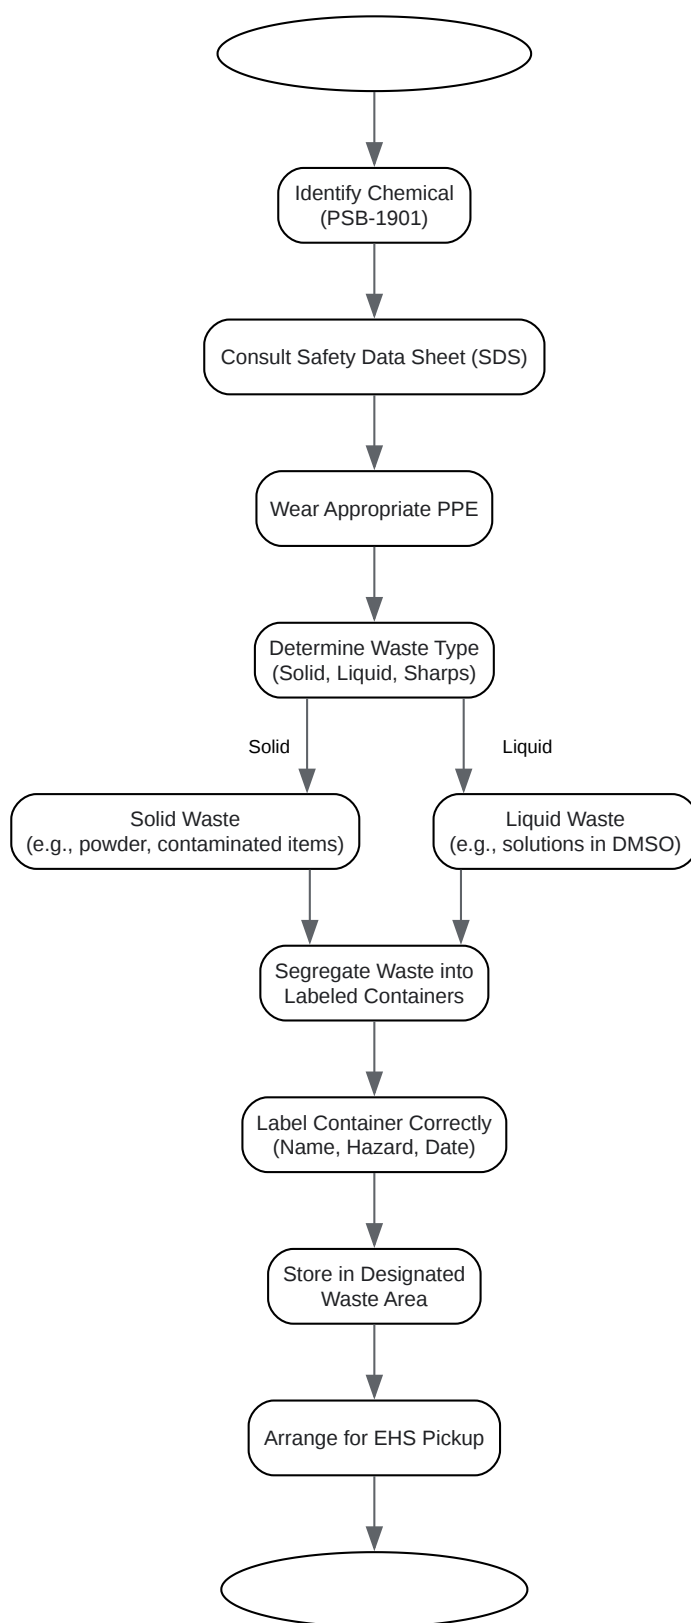 Identify Chemical
(PSB-1901)
Consult Safety Data Sheet (SDS)
Wear Appropriate PPE
Determine Waste Type
(Solid, Liquid, Sharps)
Solid
Liquid
Solid Waste
(e.g., powder, contaminated items)
Liquid Waste
(e.g., solutions in DMSO)
Segregate Waste into
Labeled Containers
Label Container Correctly
(Name, Hazard, Date)
Store in Designated
Waste Area
Arrange for EHS Pickup